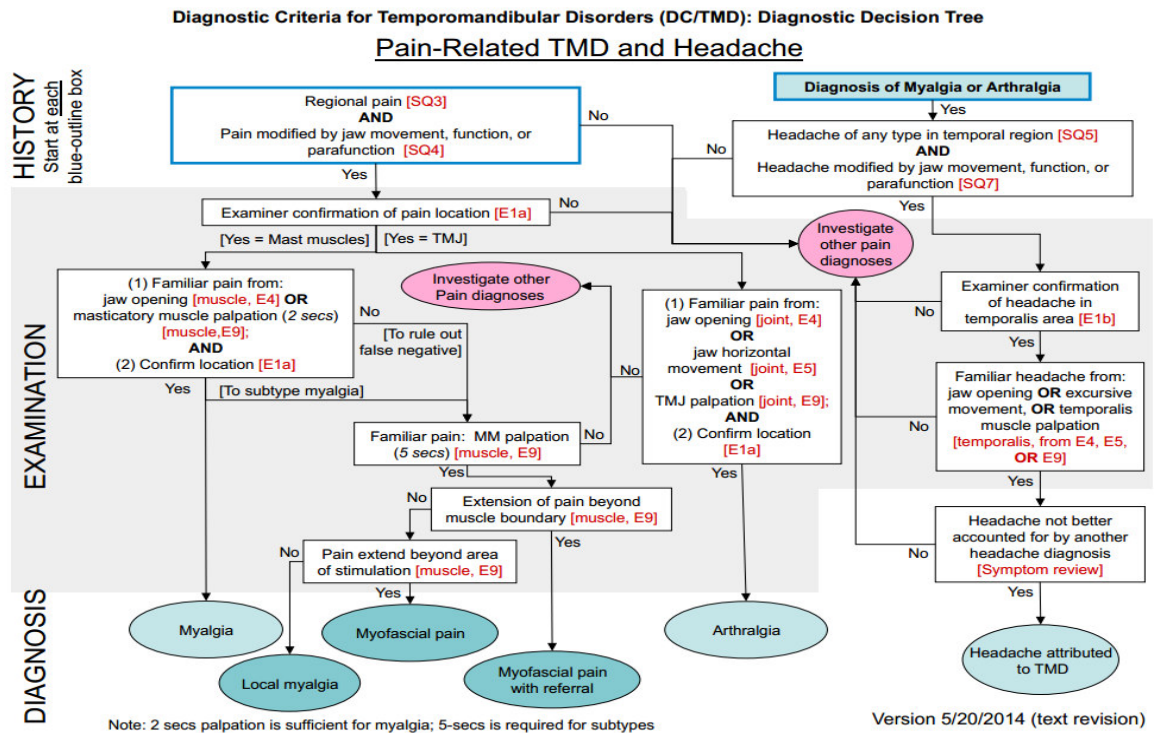 Diagnostic Criteria for Temporomandibular Disorders (DC/TMD): Diagnostic Decision Tree
Pain-Related TMD and Headache
HISTORY
Start at each
blue-outline box
Regional pain [SQ3]
AND
Pain modified by jaw movement, function, or
parafunction [SQ4]
No
Yes
Diagnosis of Myalgia or Arthralgia
Yes
Headache of any type in temporal region [SQ5]
AND
Headache modified by jaw movement, function, or
parafunction [SQ7]
No
Yes
EXAMINATION
Examiner confirmation of pain location [E1a]
No
[Yes = Mast muscles]
[Yes = TMJ]
Investigate
other pain
diagnoses
(1) Familiar pain from:
jaw opening [muscle, E4] OR
masticatory muscle palpation (2 secs)
[muscle,E9];
AND
(2) Confirm location [E1a]
No
[To rule out
false negative]
Yes
[To subtype myalgia]
Investigate other
Pain diagnoses
(1) Familiar pain from:
jaw opening [joint, E4]
OR
jaw horizontal
movement [joint, E5]
OR
TMJ palpation [joint, E9];
AND
(2) Confirm location
[E1a]
No
Yes
Examiner confirmation
of headache in
temporalis area [E1b]
No
Yes
Familiar headache from:
jaw opening OR excursive
movement, OR temporalis
muscle palpation
[temporalis, from E4, E5,
OR E9]
No
Yes
Familiar pain: MM palpation
(5 secs) [muscle, E9]
No
Yes
Extension of pain beyond
muscle boundary [muscle, E9]
No
Yes
Pain extend beyond area
of stimulation [muscle, E9]
No
Yes
Headache not better
accounted for by another
headache diagnosis
[Symptom review]
No
Yes
DIAGNOSIS
Myalgia
Myofascial pain
Arthralgia
Local myalgia
Myofascial pain
with referral
Headache attributed
to TMD
Note: 2 secs palpation is sufficient for myalgia; 5-secs is required for subtypes
Version 5/20/2014 (text revision)